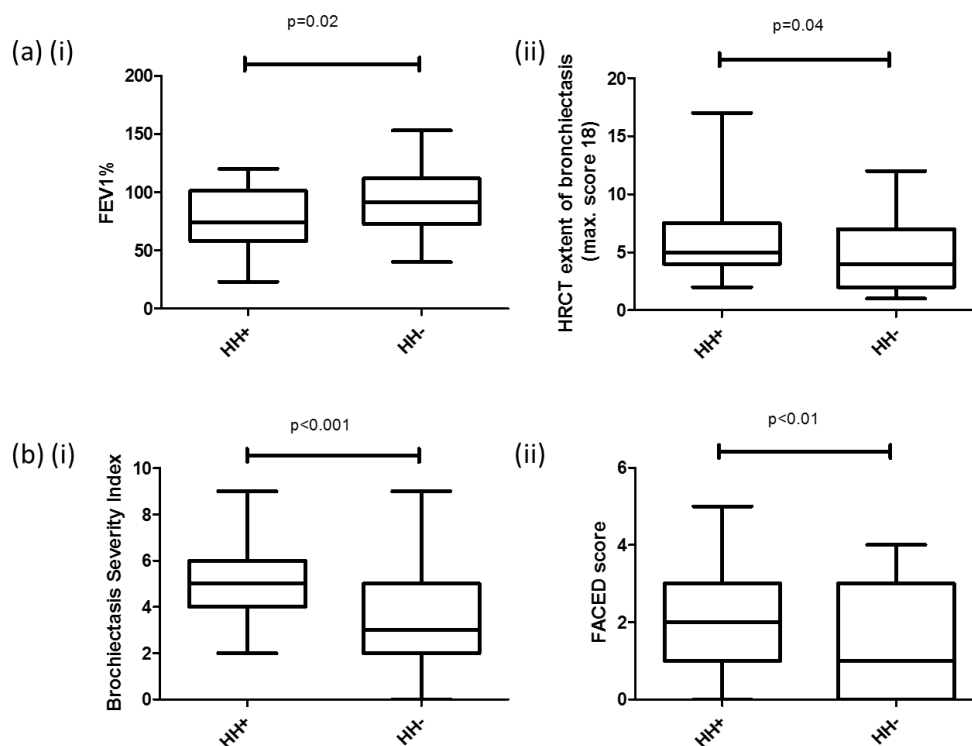 (a) (i)
p=0.02
FEV1%
200
150
100
50
0
HH+
HH-
(ii)
p=0.04
HRCT extent of bronchiectasis
(max. score 18)
20
15
10
5
0
HH+
HH-
(b) (i)
p<0.001
Brochiectasis Severity Index
10
8
6
4
2
0
HH+
HH-
(ii)
p<0.01
FACED score
6
4
2
0
HH+
HH-